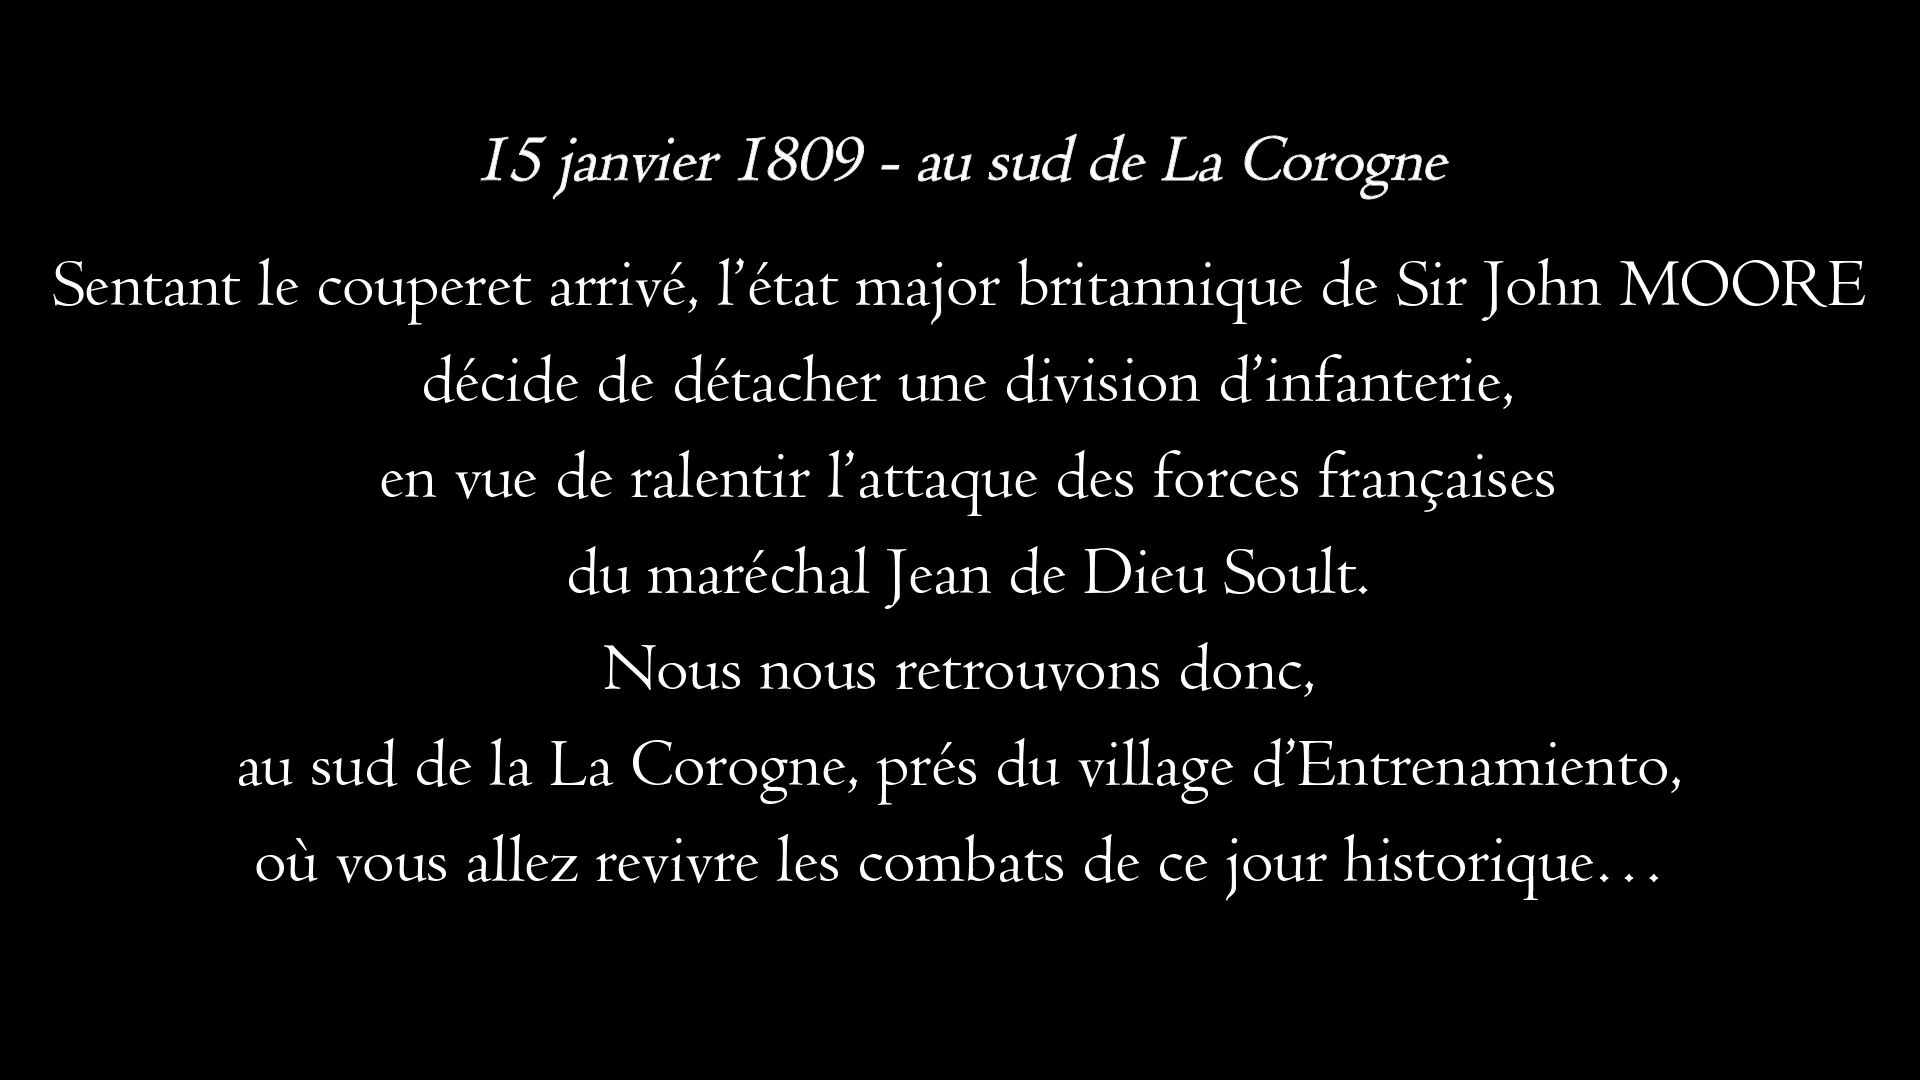 15 janvier 1809 - au sud de La Corogne
Sentant le couperet arrivé, l’état major britannique de Sir John MOORE
décide de détacher une division d’infanterie,
en vue de ralentir l’attaque des forces françaises
du maréchal Jean de Dieu Soult.
Nous nous retrouvons donc,
au sud de la La Corogne, prés du village d’Entrenamiento,
où vous allez revivre les combats de ce jour historique…